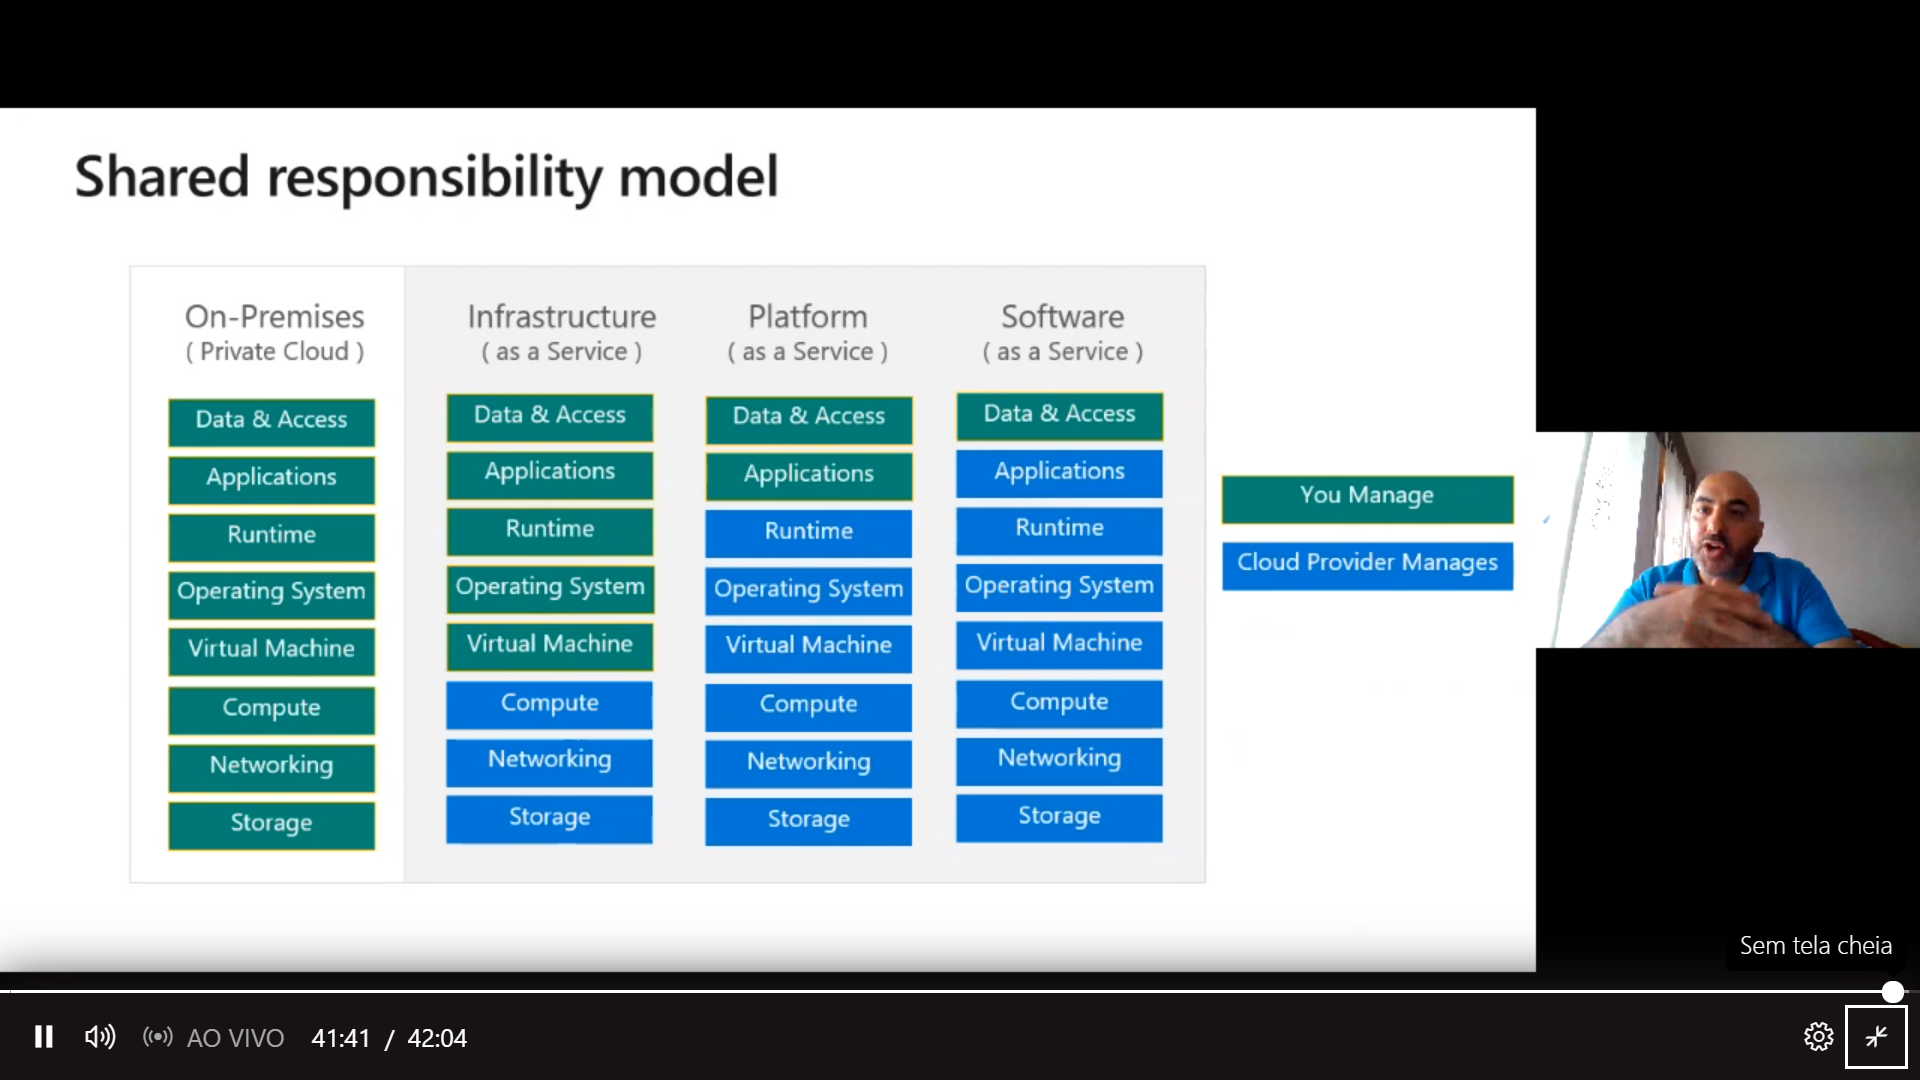 Shared responsibility model
On-Premises
( Private Cloud )
Data & Access
Applications
Runtime
Operating System
Virtual Machine
Compute
Networking
Storage
Infrastructure
( as a Service )
Data & Access
Applications
Runtime
Operating System
Virtual Machine
Compute
Networking
Storage
Platform
( as a Service )
Data & Access
Applications
Runtime
Operating System
Virtual Machine
Compute
Networking
Storage
Software
( as a Service )
Data & Access
Applications
Runtime
Operating System
Virtual Machine
Compute
Networking
Storage
You Manage
Cloud Provider Manages
Sem tela cheia
AO VIVO 41:41 / 42:04